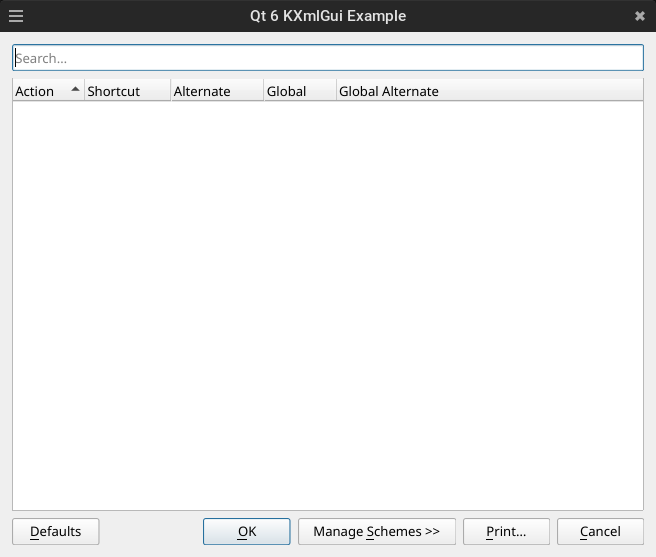 Qt 6 KXmlGui Example
Search...
Action Shortcut Alternate Global Global Alternate
Defaults OK Manage Schemes >> Print... Cancel